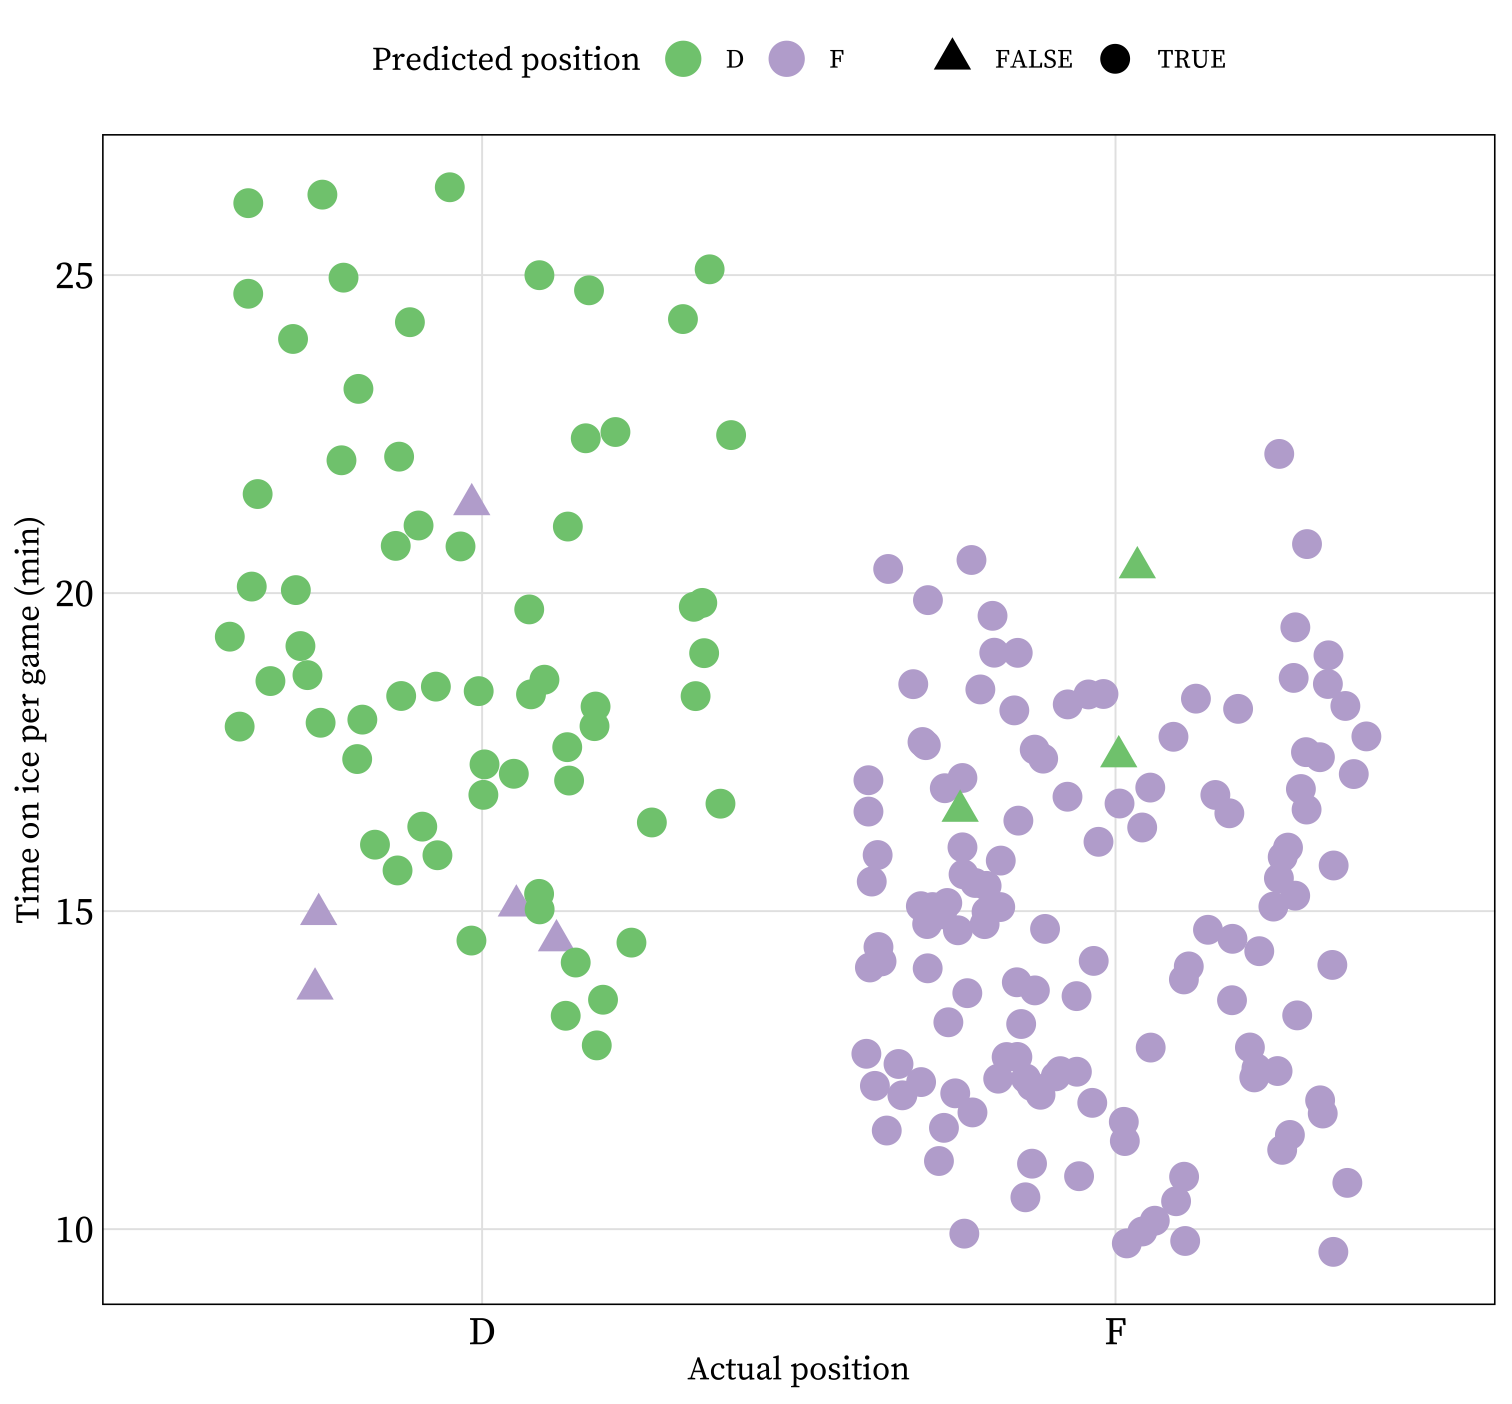 Predicted position D F FALSE TRUE
Time on ice per game (min)
25
20
15
10
D F
Actual position